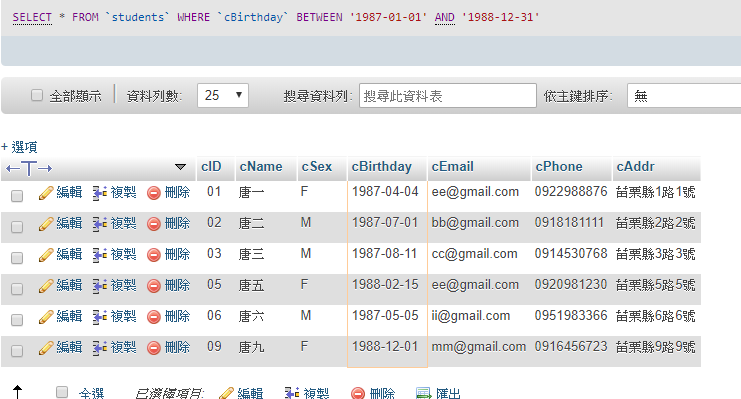 SELECT * FROM `students` WHERE `cBirthday` BETWEEN '1987-01-01' AND '1988-12-31'
全部顯示 資料列數: 25 搜尋資料列: 搜尋此資料表 依主鍵排序: 無
+ 選項
←T→ cID cName cSex cBirthday cEmail cPhone cAddr
編輯 複製 刪除 01 唐一 F 1987-04-04 ee@gmail.com 0922988876 苗栗縣1路1號
編輯 複製 刪除 02 唐二 M 1987-07-01 bb@gmail.com 0918181111 苗栗縣2路2號
編輯 複製 刪除 03 唐三 M 1987-08-11 cc@gmail.com 0914530768 苗栗縣3路3號
編輯 複製 刪除 05 唐五 F 1988-02-15 ee@gmail.com 0920981230 苗栗縣5路5號
編輯 複製 刪除 06 唐六 M 1987-05-05 ii@gmail.com 0951983366 苗栗縣6路6號
編輯 複製 刪除 09 唐九 F 1988-12-01 mm@gmail.com 0916456723 苗栗縣9路9號
全選 已選擇項目: 編輯 複製 刪除 匯出